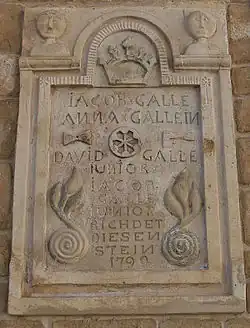 IACOB GALLE
ANNA GALLEIN
DAVID GALLE
IUNIOR
IACOB
GALLE
IUNIOR
RICHDET
DIESEN
STEIN
1790